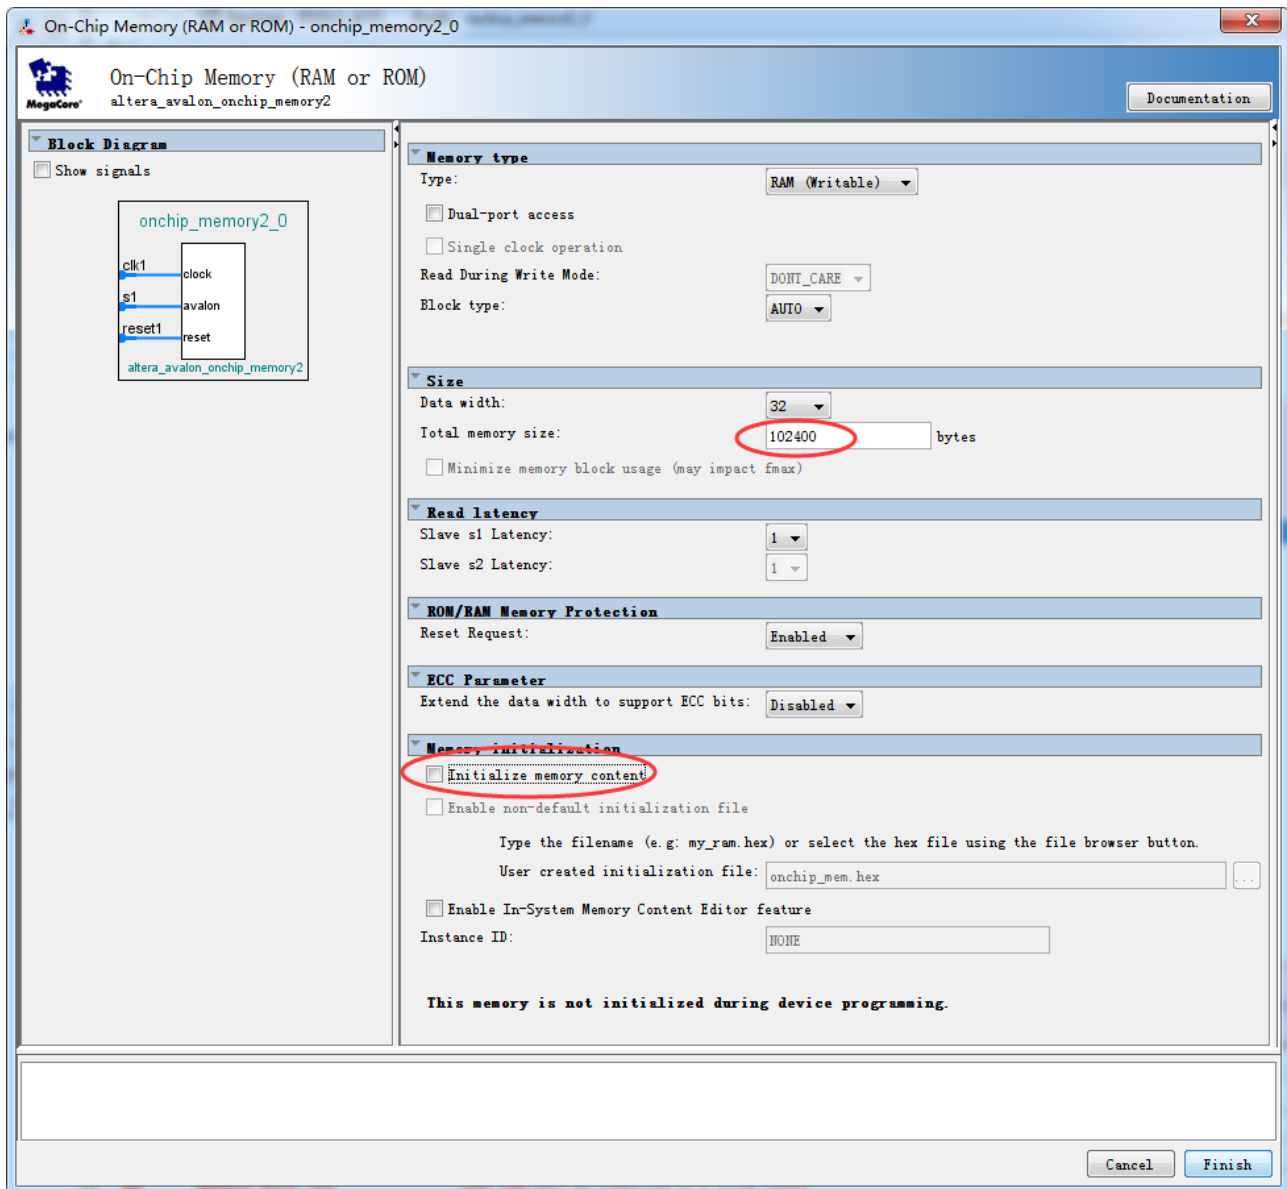 On-Chip Memory (RAM or ROM) - onchip_memory2_0
On-Chip Memory (RAM or ROM)
altera_avalon_onchip_memory2
MegaCore®
Documentation
Block Diagram
Show signals
onchip_memory2_0
clk1
clock
s1
avalon
reset1
reset
altera_avalon_onchip_memory2
Memory type
Type: RAM (Writable)
Dual-port access
Single clock operation
Read During Write Mode: DONT_CARE
Block type: AUTO
Size
Data width: 32
Total memory size: 102400 bytes
Minimize memory block usage (may impact fmax)
Read latency
Slave s1 Latency: 1
Slave s2 Latency: 1
ROM/RAM Memory Protection
Reset Request: Enabled
ECC Parameter
Extend the data width to support ECC bits: Disabled
Memory initialization
Initialize memory content
Enable non-default initialization file
Type the filename (e.g: my_ram.hex) or select the hex file using the file browser button.
User created initialization file: onchip_mem.hex ...
Enable In-System Memory Content Editor feature
Instance ID: NONE
This memory is not initialized during device programming.
Cancel Finish